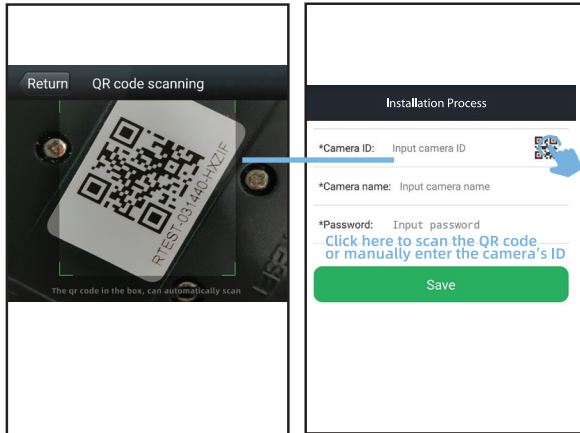 Return
QR code scanning
RTEST-031440-HXZIF
The qr code in the box, can automatically scan
Installation Process
*Camera ID: Input camera ID
*Camera name: Input camera name
*Password: Input password
Click here to scan the QR code
or manually enter the camera's ID
Save